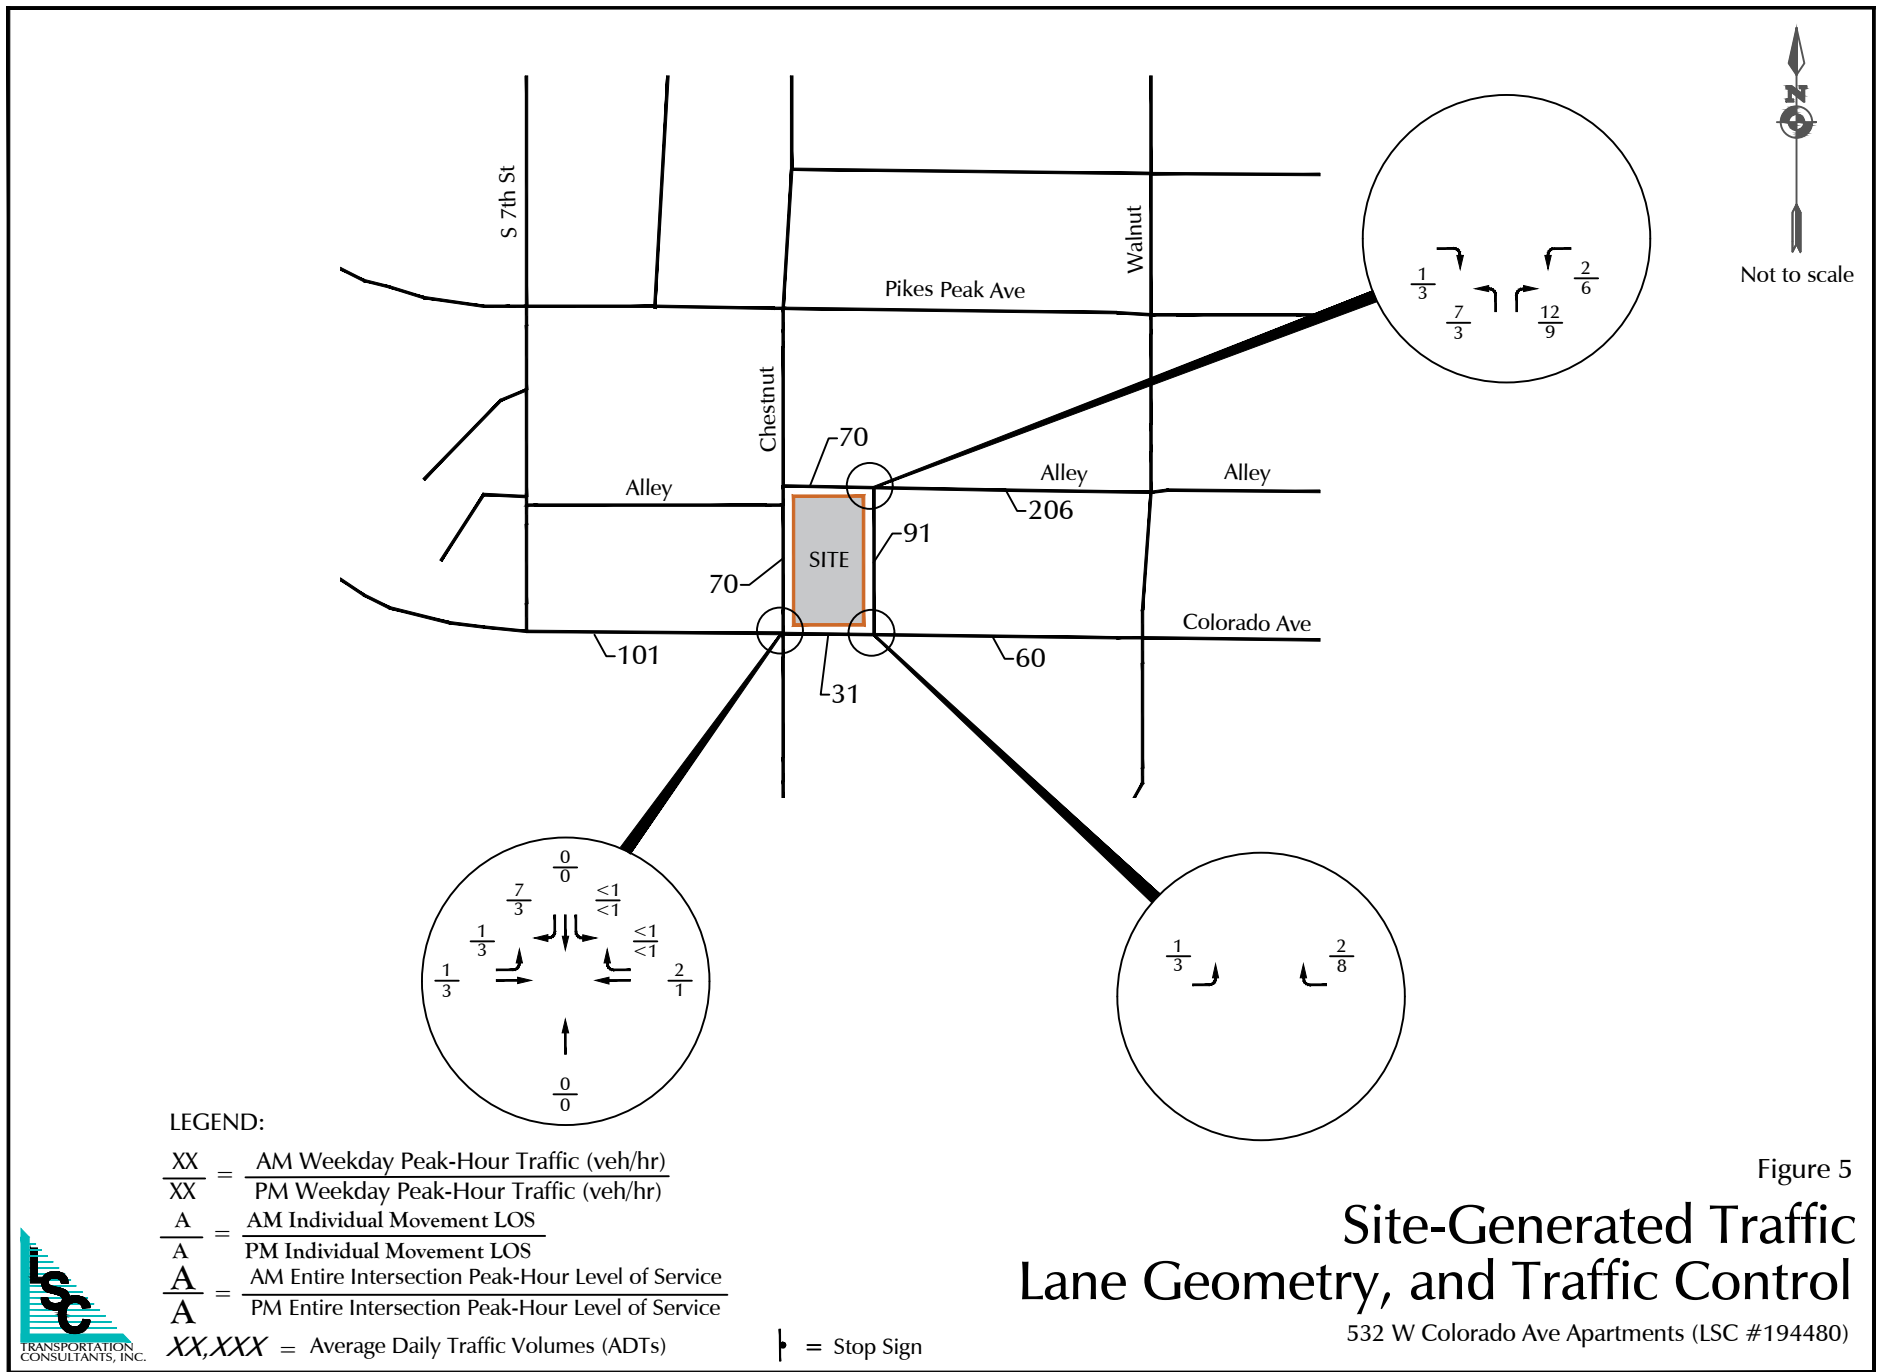 N
Not to scale
S 7th St
Walnut
Pikes Peak Ave
Chestnut
1
3
2
6
7
3
12
9
70
Alley
Alley
Alley
206
91
SITE
70
Colorado Ave
101
60
31
0
0
7
3
<1
<1
1
3
<1
<1
1
3
2
1
0
0
1
3
2
8
LEGEND:
XX = AM Weekday Peak-Hour Traffic (veh/hr)
XX PM Weekday Peak-Hour Traffic (veh/hr)
A = AM Individual Movement LOS
A PM Individual Movement LOS
A = AM Entire Intersection Peak-Hour Level of Service
A PM Entire Intersection Peak-Hour Level of Service
XX,XXX = Average Daily Traffic Volumes (ADTs)
= Stop Sign
LSC
TRANSPORTATION
CONSULTANTS, INC.
Figure 5
Site-Generated Traffic
Lane Geometry, and Traffic Control
532 W Colorado Ave Apartments (LSC #194480)